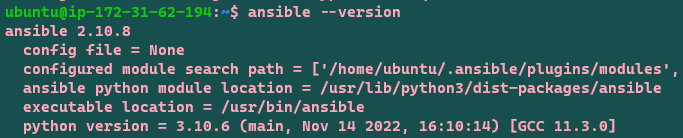 ubuntu@ip-172-31-62-194:~$ ansible --version
ansible 2.10.8
  config file = None
  configured module search path = ['/home/ubuntu/.ansible/plugins/modules',
  ansible python module location = /usr/lib/python3/dist-packages/ansible
  executable location = /usr/bin/ansible
  python version = 3.10.6 (main, Nov 14 2022, 16:10:14) [GCC 11.3.0]